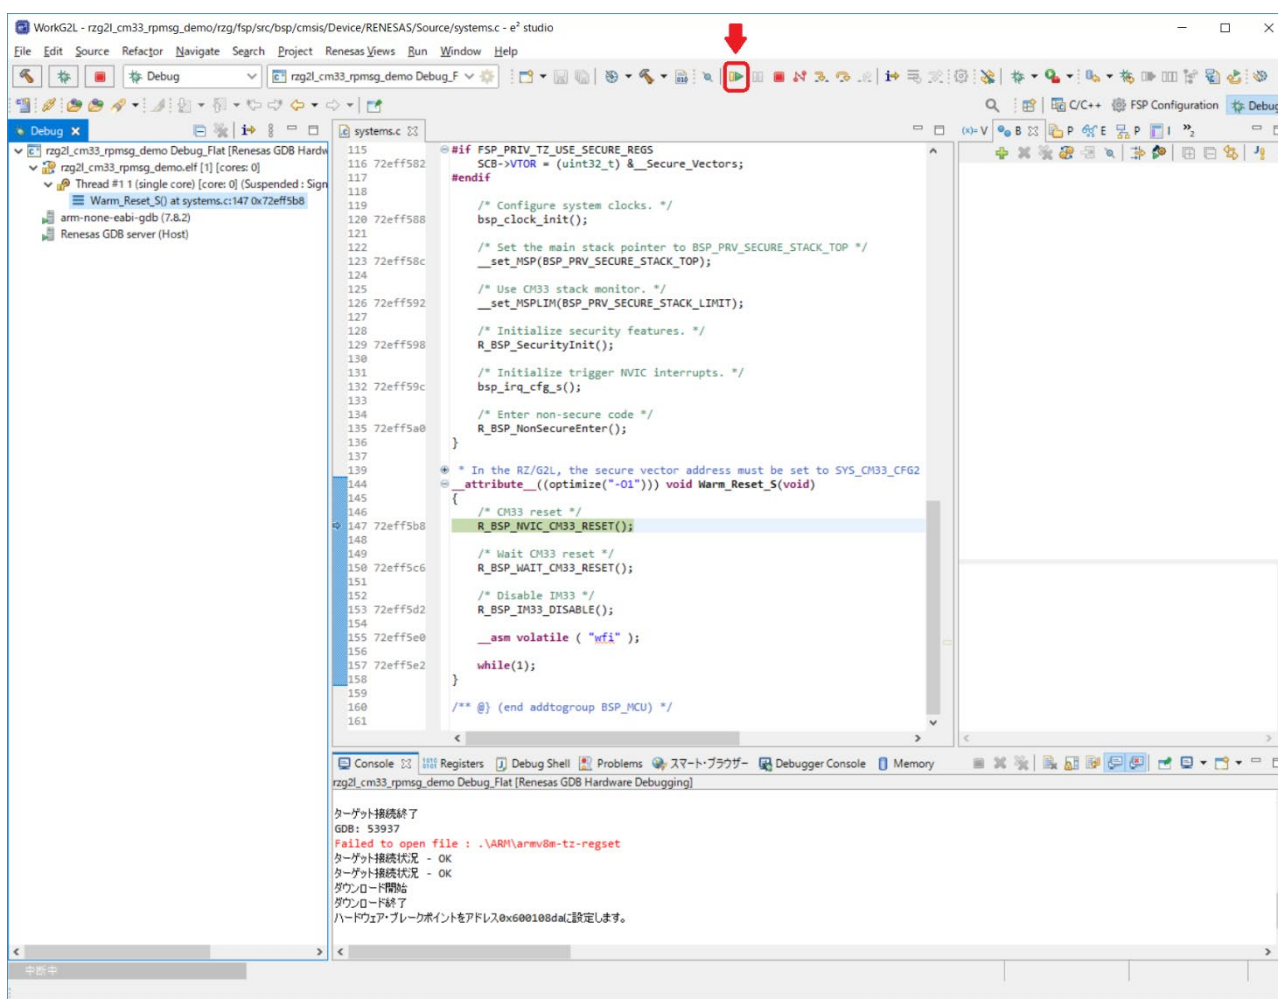 WorkG2L - rzg2l_cm33_rpmsg_demo/rzg/fsp/src/bsp/cmsis/Device/RENESAS/Source/systems.c - e² studio
File Edit Source Refactor Navigate Search Project Renesas Views Run Window Help
Debug
rzg2l_cm33_rpmsg_demo Debug_F
C/C++
FSP Configuration
Debug
Debug
rzg2l_cm33_rpmsg_demo Debug_Flat [Renesas GDB Hardw
rzg2l_cm33_rpmsg_demo.elf [1] [cores: 0]
Thread #1 1 (single core) [core: 0] (Suspended : Sign
Warm_Reset_S() at systems.c:147 0x72eff5b8
arm-none-eabi-gdb (7.8.2)
Renesas GDB server (Host)
systems.c
115 #if FSP_PRIV_TZ_USE_SECURE_REGS
116 72eff582 SCB->VTOR = (uint32_t) &__Secure_Vectors;
117 #endif
118
119 /* Configure system clocks. */
120 72eff588 bsp_clock_init();
121
122 /* Set the main stack pointer to BSP_PRV_SECURE_STACK_TOP */
123 72eff58c __set_MSP(BSP_PRV_SECURE_STACK_TOP);
124
125 /* Use CM33 stack monitor. */
126 72eff592 __set_MSPLIM(BSP_PRV_SECURE_STACK_LIMIT);
127
128 /* Initialize security features. */
129 72eff598 R_BSP_SecurityInit();
130
131 /* Initialize trigger NVIC interrupts. */
132 72eff59c bsp_irq_cfg_s();
133
134 /* Enter non-secure code */
135 72eff5a0 R_BSP_NonSecureEnter();
136 }
137
139 * In the RZ/G2L, the secure vector address must be set to SYS_CM33_CFG2
144 __attribute__((optimize("-O1"))) void Warm_Reset_S(void)
145 {
146 /* CM33 reset */
147 72eff5b8 R_BSP_NVIC_CM33_RESET();
148
149 /* Wait CM33 reset */
150 72eff5c6 R_BSP_WAIT_CM33_RESET();
151
152 /* Disable IM33 */
153 72eff5d2 R_BSP_IM33_DISABLE();
154
155 72eff5e0 __asm volatile ( "wfi" );
156
157 72eff5e2 while(1);
158 }
159
160 /** @} (end addtogroup BSP_MCU) */
161
(x)= V B P E P I »2
Console Registers Debug Shell Problems スマート・ブラウザー Debugger Console Memory
rzg2l_cm33_rpmsg_demo Debug_Flat [Renesas GDB Hardware Debugging]
ターゲット接続終了
GDB: 53937
Failed to open file : .\ARM\armv8m-tz-regset
ターゲット接続状況 - OK
ターゲット接続状況 - OK
ダウンロード開始
ダウンロード終了
ハードウェア・ブレークポイントをアドレス0x600108daに設定します。
中断中